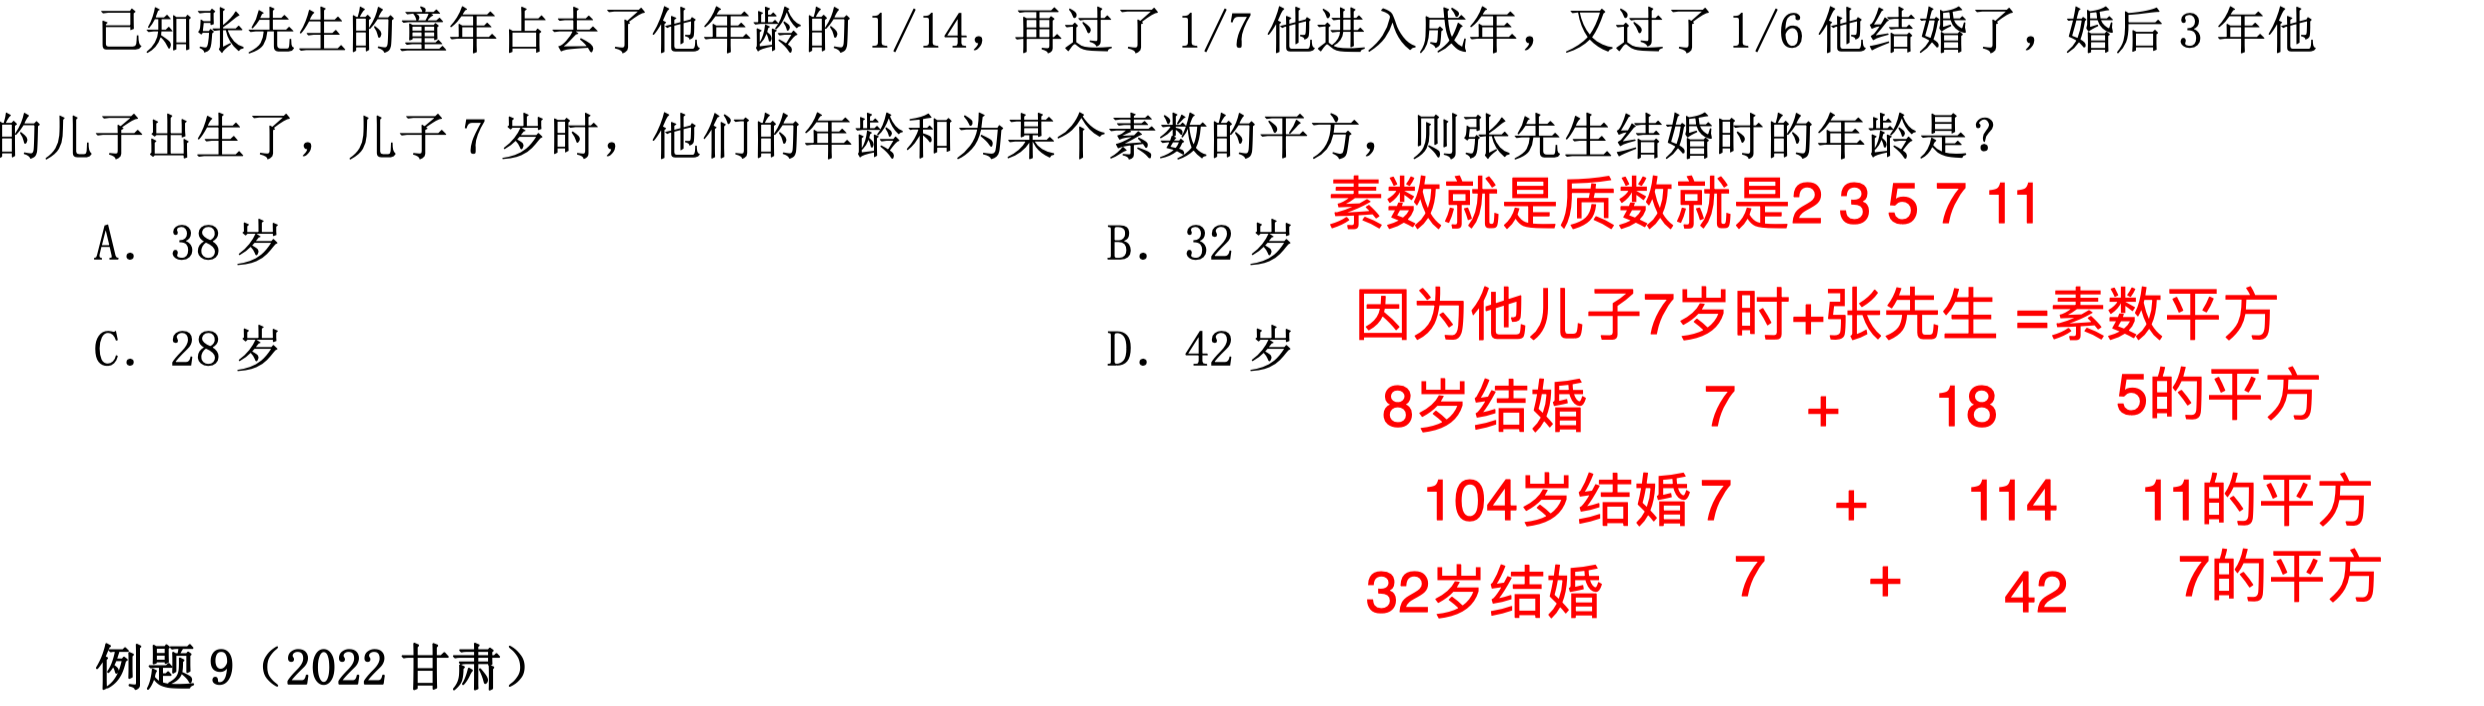 已知张先生的童年占去了他年龄的 1/14，再过了 1/7 他进入成年，又过了 1/6 他结婚了，婚后 3 年他
的儿子出生了，儿子 7 岁时，他们的年龄和为某个素数的平方，则张先生结婚时的年龄是？
素数就是质数就是2 3 5 7 11
A．38 岁
B．32 岁
因为他儿子7岁时+张先生 =素数平方
C．28 岁
D．42 岁
8岁结婚 7 + 18 5的平方
104岁结婚 7 + 114 11的平方
32岁结婚 7 + 42 7的平方
例题 9（2022 甘肃）